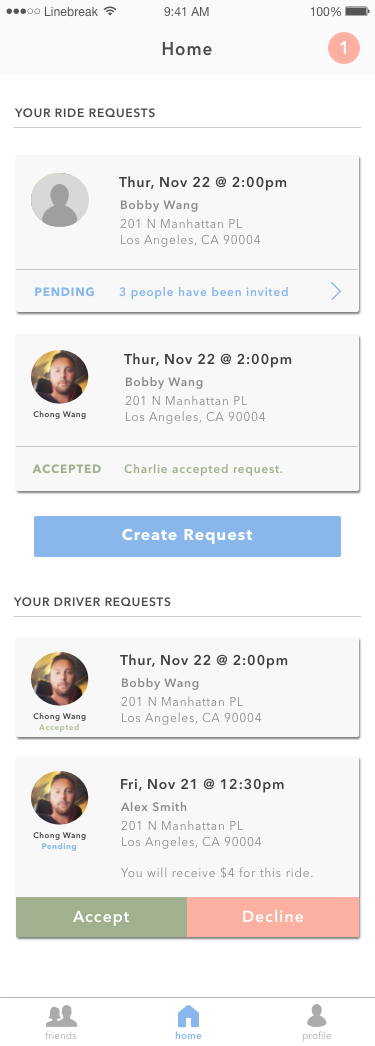 Linebreak 9:41 AM 100%
Home
1
YOUR RIDE REQUESTS
Thur, Nov 22 @ 2:00pm
Bobby Wang
201 N Manhattan PL
Los Angeles, CA 90004
PENDING 3 people have been invited
Thur, Nov 22 @ 2:00pm
Bobby Wang
201 N Manhattan PL
Los Angeles, CA 90004
Chong Wang
ACCEPTED Charlie accepted request.
Create Request
YOUR DRIVER REQUESTS
Thur, Nov 22 @ 2:00pm
Bobby Wang
201 N Manhattan PL
Los Angeles, CA 90004
Chong Wang
Accepted
Fri, Nov 21 @ 12:30pm
Alex Smith
201 N Manhattan PL
Los Angeles, CA 90004
Chong Wang
Pending
You will receive $4 for this ride.
Accept Decline
friends home profile